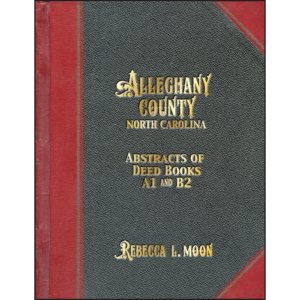 Alleghany
County
North Carolina
Abstracts of
Deed Books
A1 and B2
Rebecca L. Moon